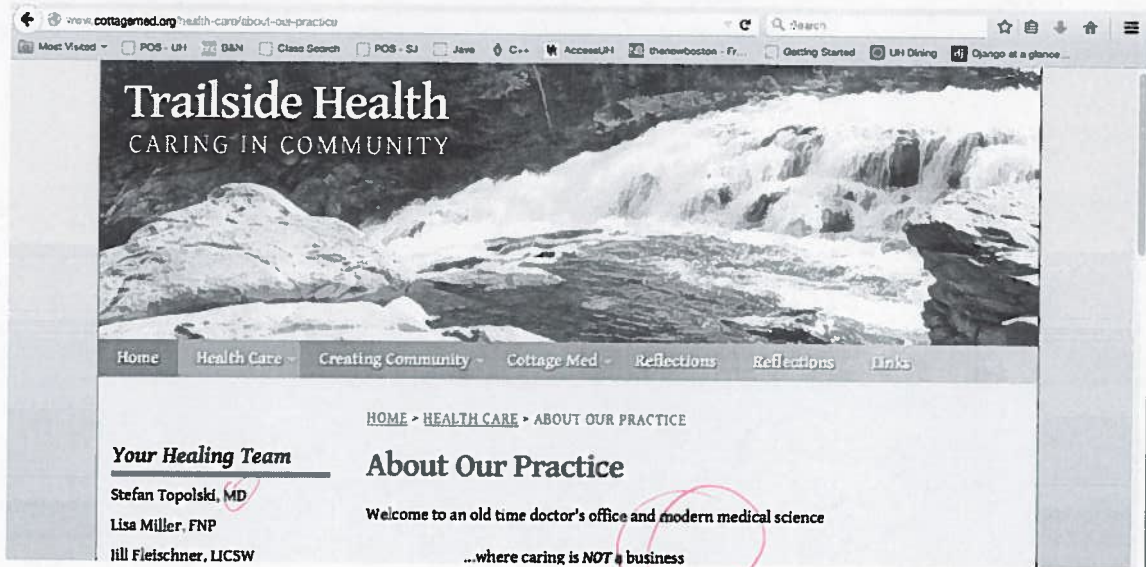 www.cottagemed.org/health-care/about-our-practice
Search
Most Visited POS - UH B&N Class Search POS - SJ Java C++ AccessUH thenewboston - Fr... Getting Started UH Dining Django at a glance ...
Trailside Health
CARING IN COMMUNITY
Home Health Care Creating Community Cottage Med Reflections Reflections Links
HOME > HEALTH CARE > ABOUT OUR PRACTICE
Your Healing Team
Stefan Topolski, MD
Lisa Miller, FNP
Jill Fleischner, LICSW
About Our Practice
Welcome to an old time doctor's office and modern medical science
...where caring is NOT a business